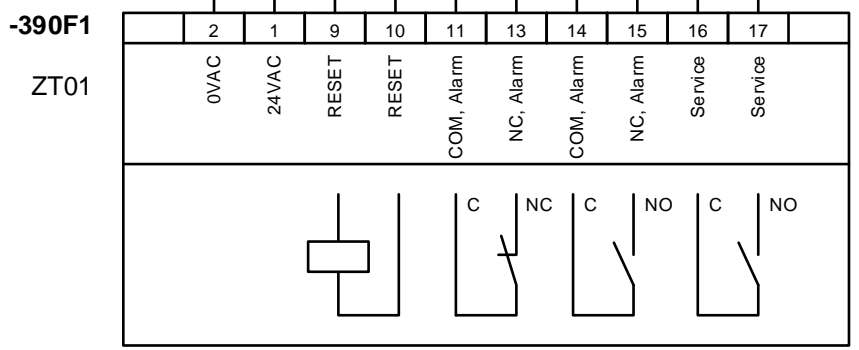 -390F1
2 1 9 10 11 13 14 15 16 17
ZT01
0VAC
24VAC
RESET
RESET
COM, Alarm
NC, Alarm
COM, Alarm
NC, Alarm
Service
Service
C NC C NO C NO